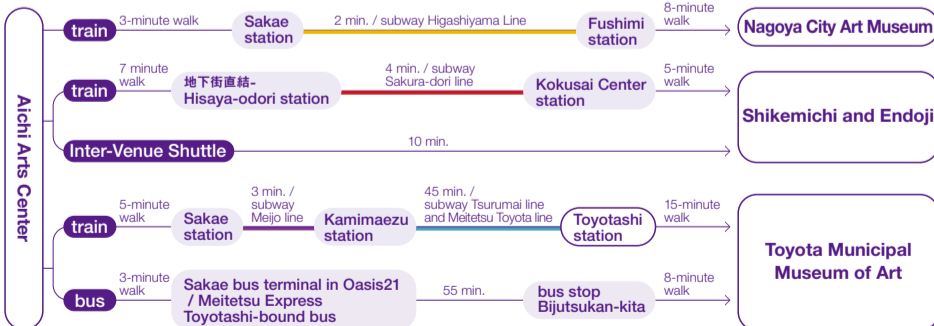 Aichi Arts Center
train
3-minute walk
Sakae
station
2 min. / subway Higashiyama Line
Fushimi
station
8-minute
walk
Nagoya City Art Museum
train
7 minute
walk
地下街直結-
Hisaya-odori station
4 min. / subway
Sakura-dori line
Kokusai Center
station
5-minute
walk
Shikemichi and Endoji
Inter-Venue Shuttle
10 min.
train
5-minute
walk
Sakae
station
3 min. /
subway
Meijo line
Kamimaezu
station
45 min. /
subway Tsurumai line
and Meitetsu Toyota line
Toyotashi
station
15-minute
walk
Toyota Municipal
Museum of Art
bus
3-minute
walk
Sakae bus terminal in Oasis21
/ Meitetsu Express
Toyotashi-bound bus
55 min.
bus stop
Bijutsukan-kita
8-minute
walk